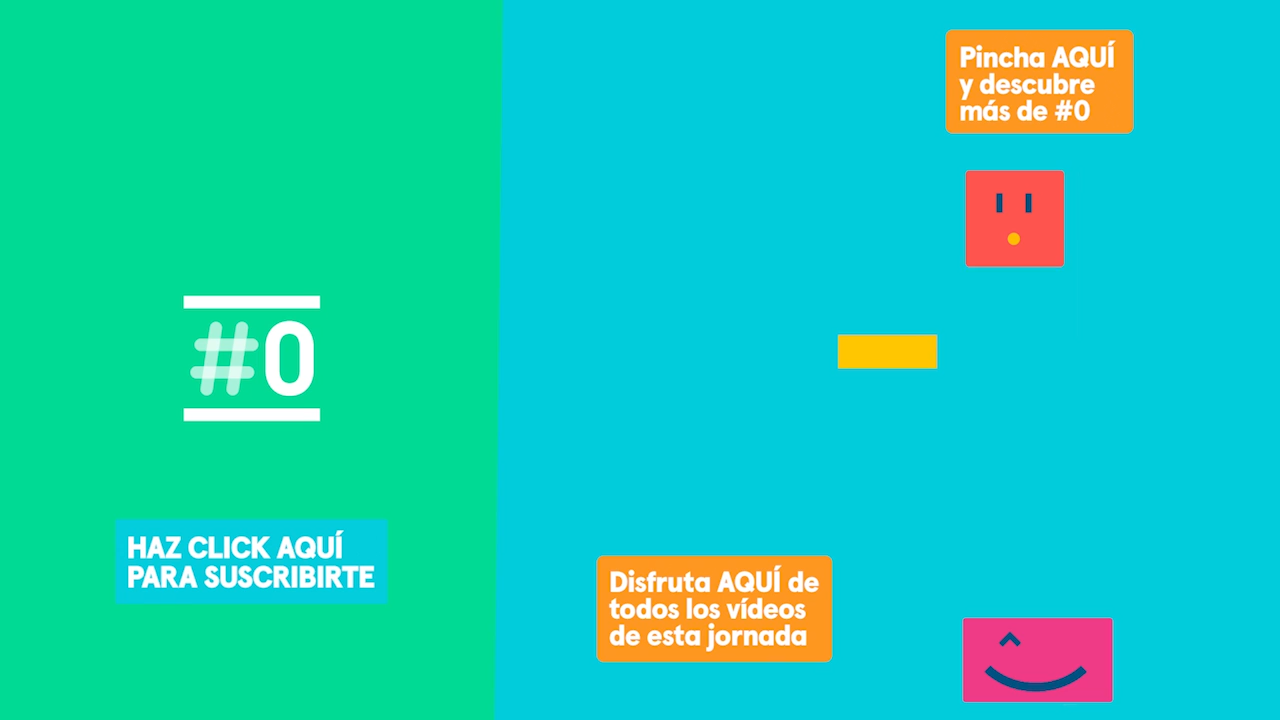 #0
HAZ CLICK AQUÍ
PARA SUSCRIBIRTE
Pincha AQUÍ
y descubre
más de #0
Disfruta AQUÍ de
todos los vídeos
de esta jornada